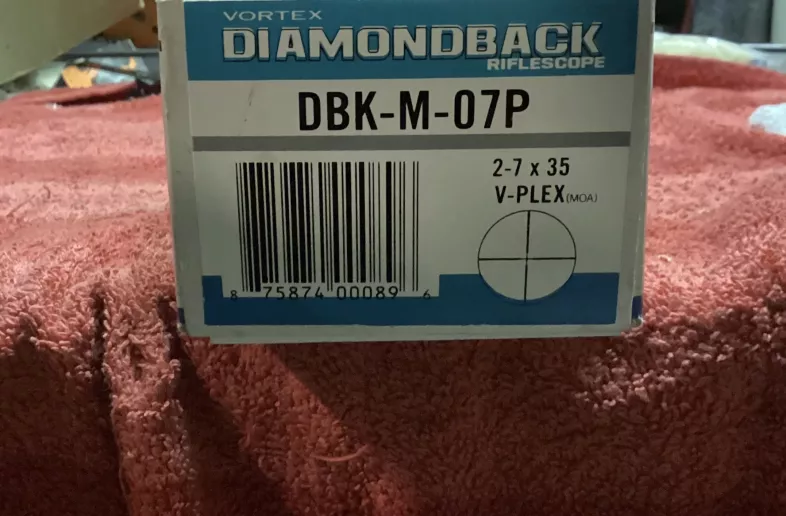 VORTEX
DIAMONDBACK
RIFLESCOPE
DBK-M-07P
2-7 x 35
V-PLEX(MOA)
8 75874 00089 6